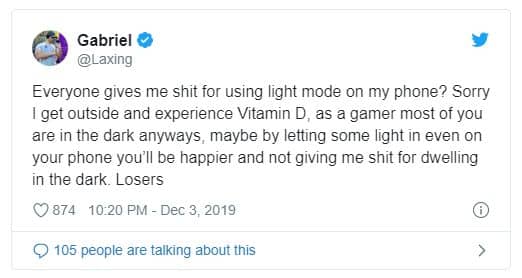 Gabriel
@Laxing
Everyone gives me shit for using light mode on my phone? Sorry
I get outside and experience Vitamin D, as a gamer most of you
are in the dark anyways, maybe by letting some light in even on
your phone you’ll be happier and not giving me shit for dwelling
in the dark. Losers
874 10:20 PM - Dec 3, 2019
105 people are talking about this